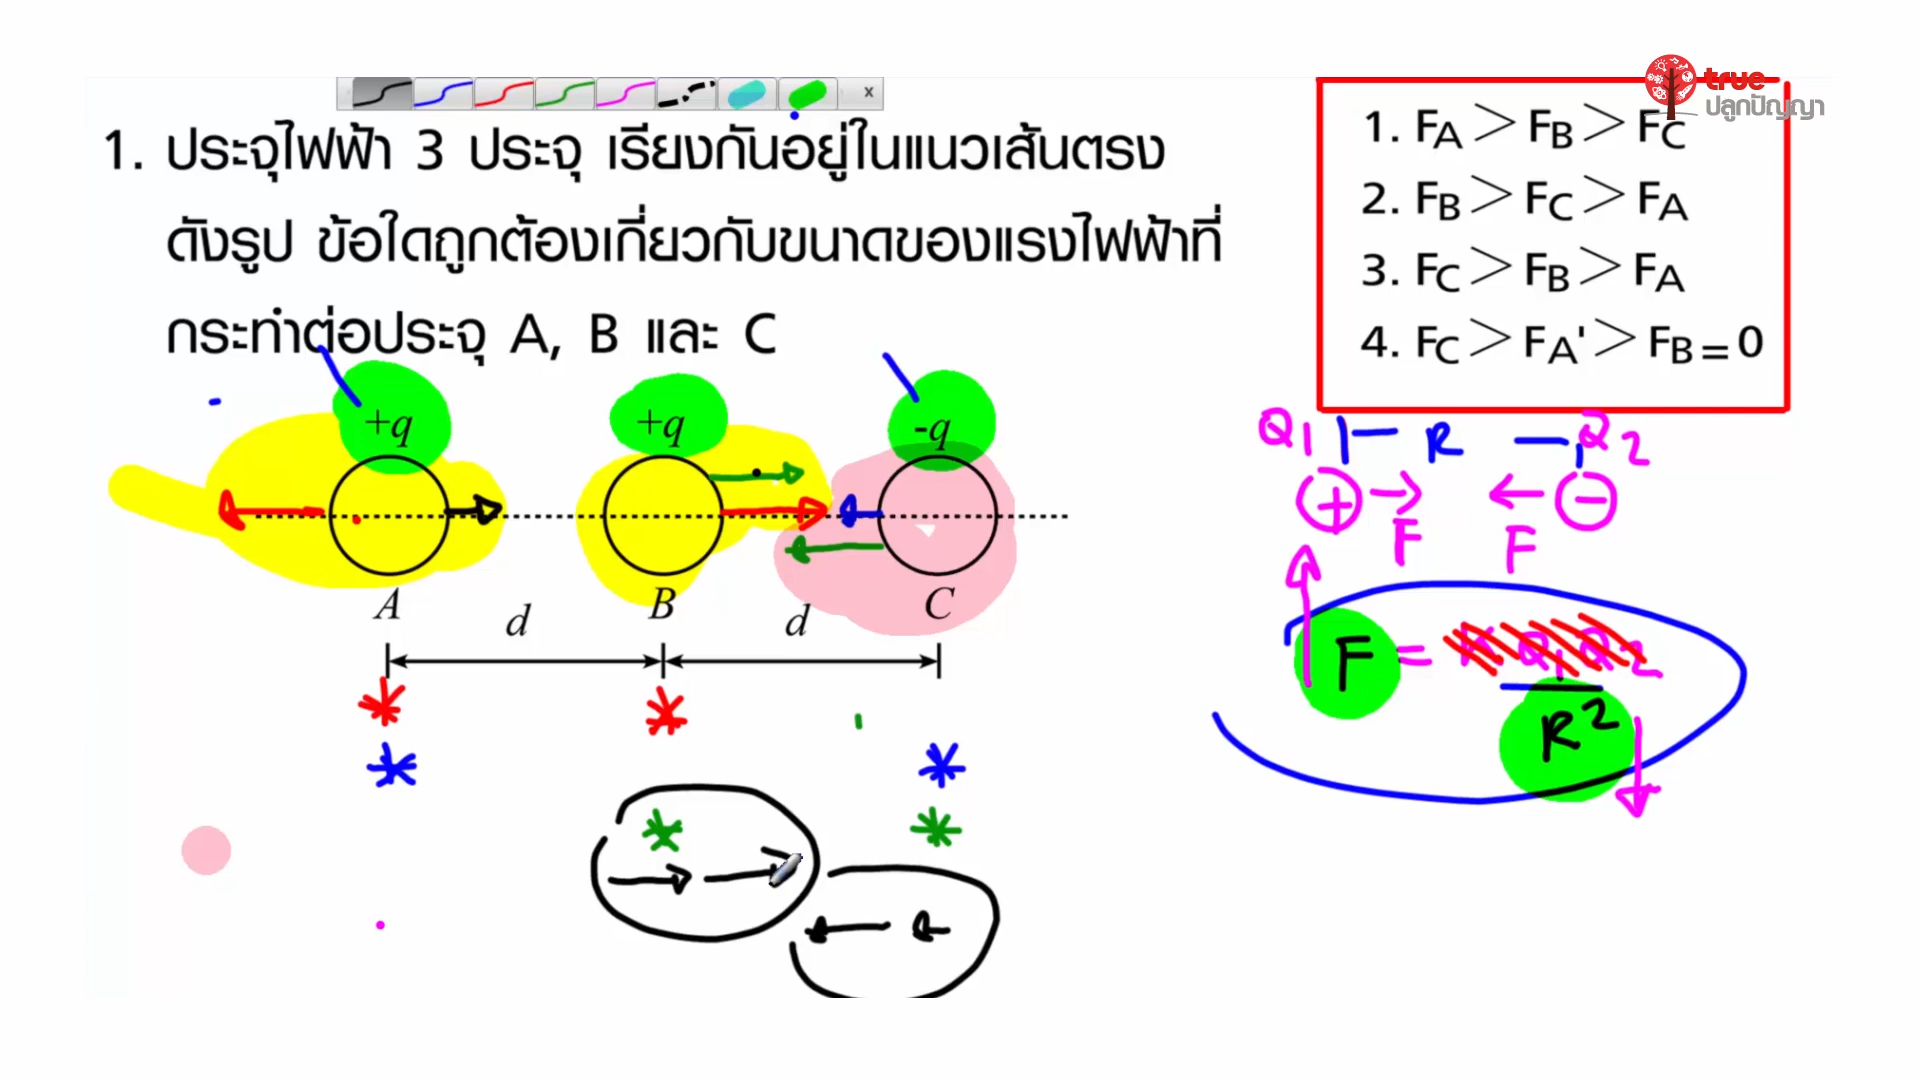 true
ปลูกปัญญา
x
1. ประจุไฟฟ้า 3 ประจุ เรียงกันอยู่ในแนวเส้นตรง
ดังรูป ข้อใดถูกต้องเกี่ยวกับขนาดของแรงไฟฟ้าที่
กระทำต่อประจุ A, B และ C
1. FA > FB > FC
2. FB > FC > FA
3. FC > FB > FA
4. FC > FA' > FB = 0
+q +q -q
A B C
d d
Q1 R Q2
+ -
F F
F = KQ1Q2
R2